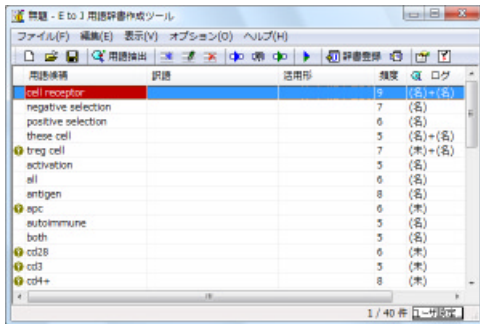 無題 - E to J 用語辞書作成ツール
ファイル(F) 編集(E) 表示(V) オプション(O) ヘルプ(H)
用語抽出 辞書登録
用語候補 訳語 活用形 頻度 ログ
cell receptor 9 (名)+(名)
negative selection 7 (名)
positive selection 6 (名)
these cell 5 (名)+(名)
treg cell 7 (未)+(名)
activation 5 (名)
all 6 (名)
antigen 8 (名)
apc 6 (未)
autoimmune 5 (名)
both 5 (名)
cd28 6 (未)
cd3 5 (未)
cd4+ 8 (未)
1 / 40 件 ユーザ設定